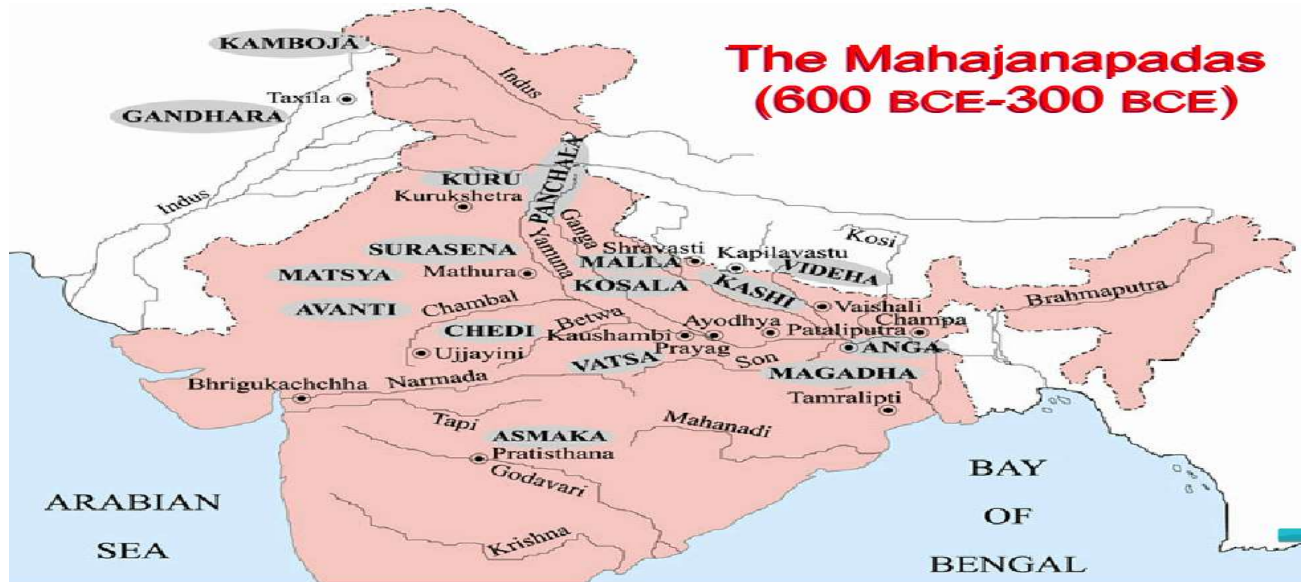 The Mahajanapadas
(600 BCE-300 BCE)
KAMBOJA
Indus
Taxila
GANDHARA
Indus
KURU
Kurukshetra
PANCHALA
Ganga
Yamuna
SURASENA
Mathura
MATSYA
AVANTI
Shravasti
MALLA
KOSALA
Kapilavastu
Kosi
VIDEHA
KASHI
Vaishali
Brahmaputra
Chambal
CHEDI
Betwa
Kaushambi
Ayodhya
Prayag
Pataliputra
Champa
ANGA
Ujjayini
VATSA
Son
MAGADHA
Bhrigukachchha
Narmada
Tamralipti
Tapi
ASMAKA
Mahanadi
Pratisthana
Godavari
Krishna
ARABIAN
SEA
BAY
OF
BENGAL